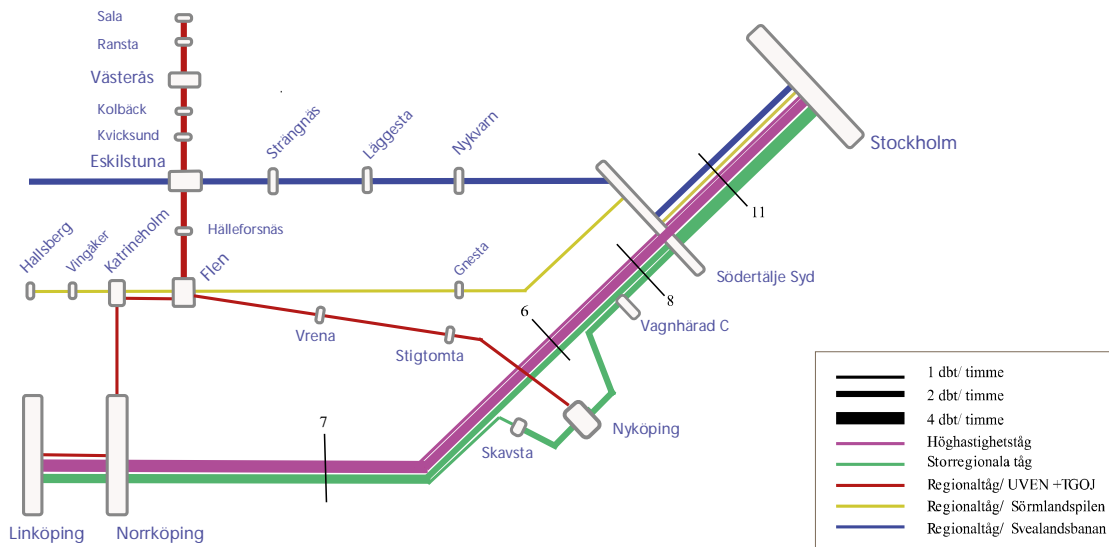 Sala
Ransta
Västerås
Kolbäck
Kvicksund
Eskilstuna
Strängnäs
Läggesta
Nykvarn
Stockholm
11
Hälleforsnäs
Hallsberg
Vingåker
Katrineholm
Flen
Gnesta
Södertälje Syd
8
Vagnhärad C
6
Vrena
Stigtomta
Nyköping
Skavsta
7
Linköping
Norrköping
1 dbt/ timme
2 dbt/ timme
4 dbt/ timme
Höghastighetståg
Storregionala tåg
Regionaltåg/ UVEN +TGOJ
Regionaltåg/ Sörmlandspilen
Regionaltåg/ Svealandsbanan